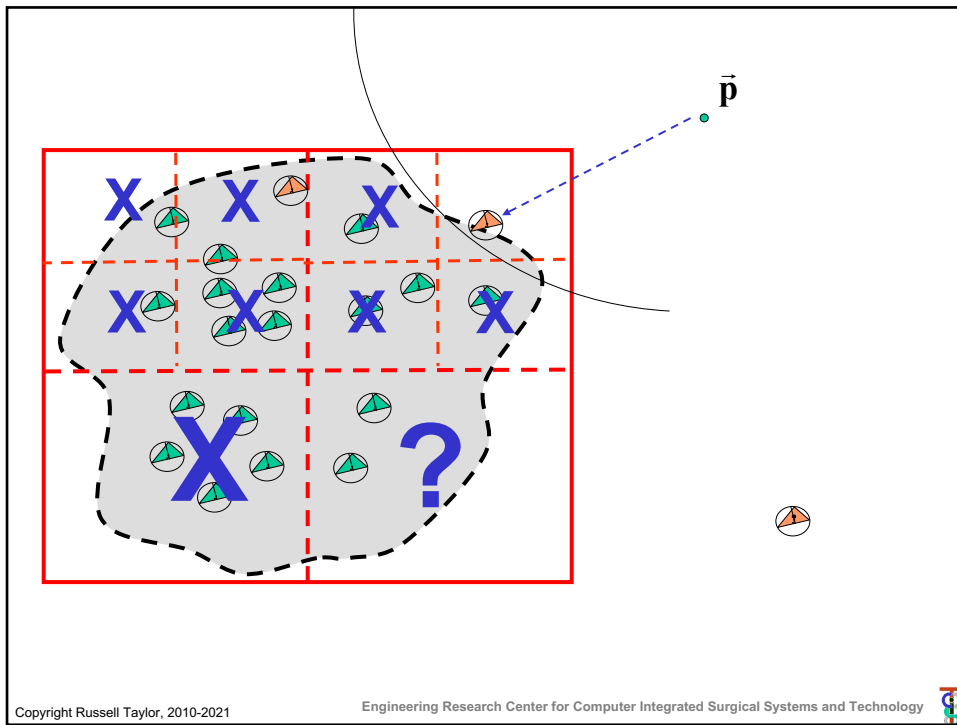 p⃗
X X X
X X X X
X ?
Copyright Russell Taylor, 2010-2021
Engineering Research Center for Computer Integrated Surgical Systems and Technology